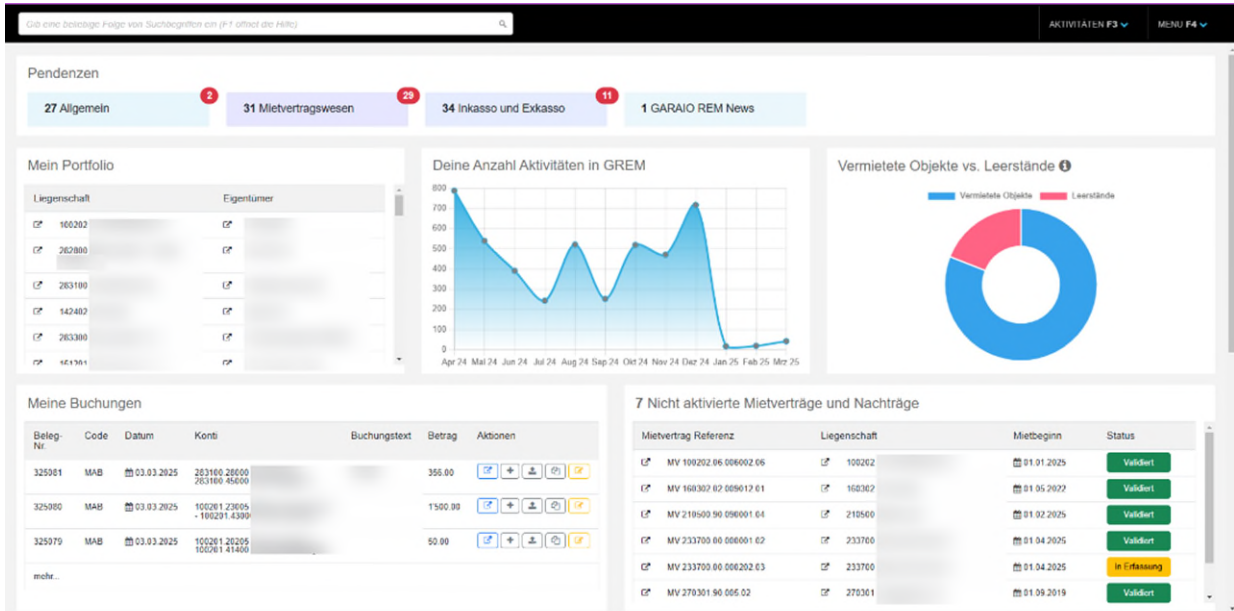 Gib eine beliebige Folge von Suchbegriffen ein (F1 öffnet die Hilfe)
AKTIVITÄTEN F3
MENU F4
Pendenzen
27 Allgemein
2
31 Mietvertragswesen
29
34 Inkasso und Exkasso
11
1 GARAIO REM News
Mein Portfolio
Liegenschaft Eigentümer
100202
282800
283100
142402
283300
Deine Anzahl Aktivitäten in GREM
800
700
600
500
400
300
200
100
0
Apr 24 Mai 24 Jun 24 Jul 24 Aug 24 Sep 24 Okt 24 Nov 24 Dez 24 Jan 25 Feb 25 Mrz 25
Vermietete Objekte vs. Leerstände
Vermietete Objekte Leerstände
Meine Buchungen
Beleg-Nr. Code Datum Konti Buchungstext Betrag Aktionen
325081 MAB 03.03.2025 283100.28000 356.00
283100.45000
325080 MAB 03.03.2025 100201.23005 1'500.00
- 100201.4300
325079 MAB 03.03.2025 100201.20205 50.00
100201.41400
mehr...
7 Nicht aktivierte Mietverträge und Nachträge
Mietvertrag Referenz Liegenschaft Mietbeginn Status
MV 100202.06.006002.06 100202 01.01.2025 Validiert
MV 160302.02.009012.01 160302 01.05.2022 Validiert
MV 210500.90.090001.04 210500 01.02.2025 Validiert
MV 233700.00.000001.02 233700 01.04.2025 Validiert
MV 233700.00.000202.03 233700 01.04.2025 In Erfassung
MV 270301.90.005.02 270301 01.09.2019 Validiert